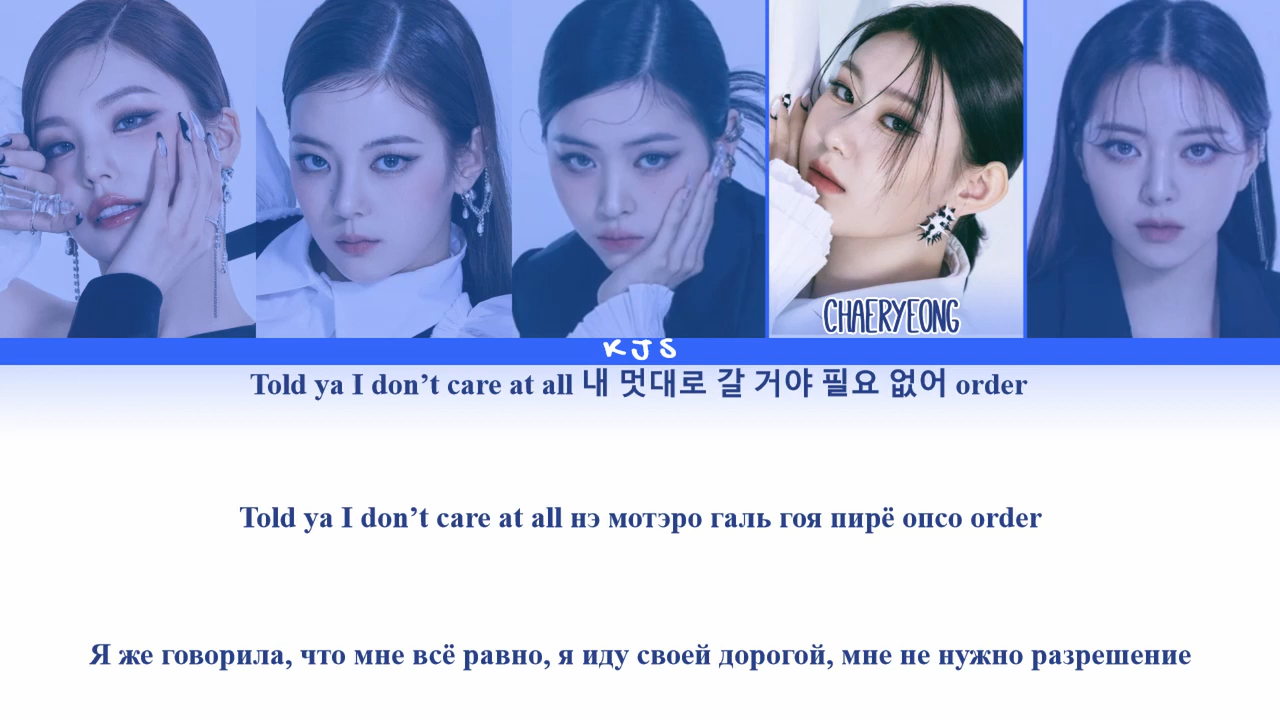 CHAERYEONG
KJS
Told ya I don’t care at all 내 멋대로 갈 거야 필요 없어 order
Told ya I don’t care at all нэ мотэро галь гоя пирё опсо order
Я же говорила, что мне всё равно, я иду своей дорогой, мне не нужно разрешение